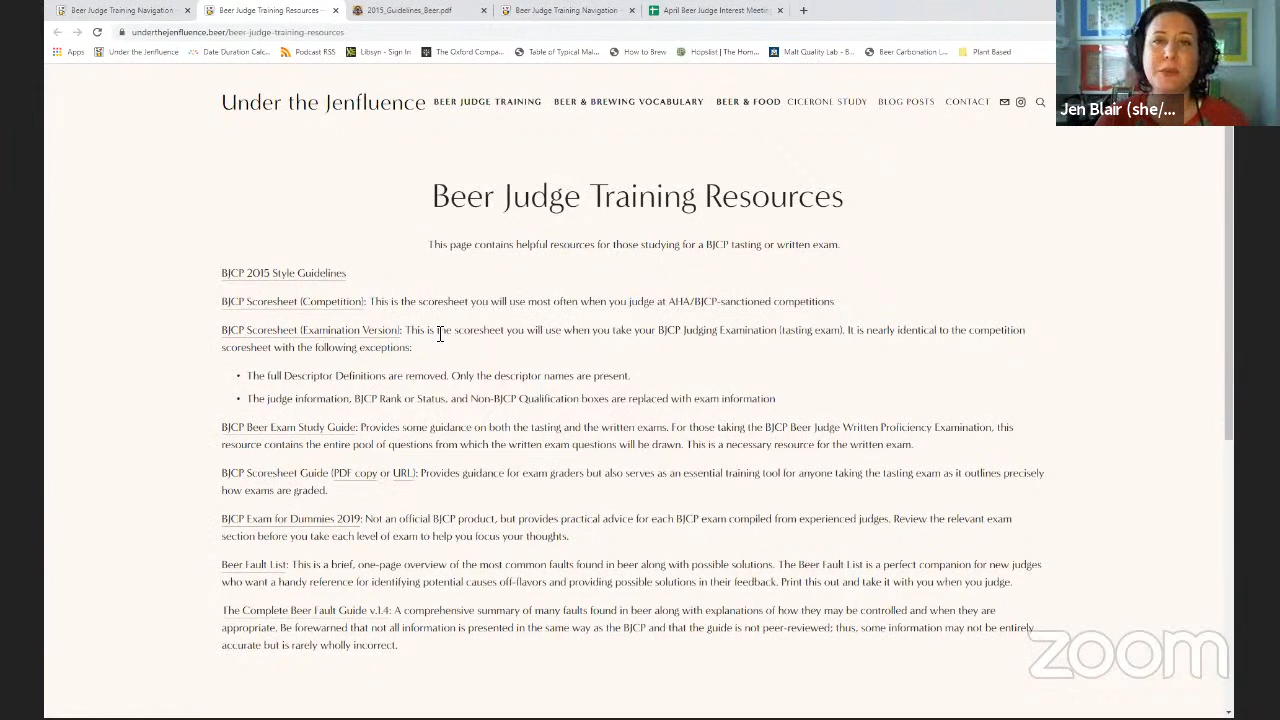 Beer Judge Training Navigation
Beer Judge Training Resources —
2015_Guidelines_Beer.pdf
Beer Judge Training Navigation
April Beer Judge Interest Meeting
underthejenfluence.beer/beer-judge-training-resources
Apps
Under the Jenfluence
Date Duration Calc...
Podcast RSS
Libsyn - Sign In
The Oxford Compa...
Table of Typical Mal...
How to Brew
Hopslist | The Hom...
Malt Quality Lab - B...
Beer Carbonation L...
Plant Based
Jen Blair (she/...
Under the Jenfluence
BEER JUDGE TRAINING
BEER & BREWING VOCABULARY
BEER & FOOD
CICERONE STUDY
BLOG POSTS
CONTACT
Beer Judge Training Resources
This page contains helpful resources for those studying for a BJCP tasting or written exam.
BJCP 2015 Style Guidelines
BJCP Scoresheet (Competition): This is the scoresheet you will use most often when you judge at AHA/BJCP-sanctioned competitions
BJCP Scoresheet (Examination Version): This is the scoresheet you will use when you take your BJCP Judging Examination (tasting exam). It is nearly identical to the competition
scoresheet with the following exceptions:
• The full Descriptor Definitions are removed. Only the descriptor names are present.
• The judge information, BJCP Rank or Status, and Non-BJCP Qualification boxes are replaced with exam information
BJCP Beer Exam Study Guide: Provides some guidance on both the tasting and the written exams. For those taking the BJCP Beer Judge Written Proficiency Examination, this
resource contains the entire pool of questions from which the written exam questions will be drawn. This is a necessary resource for the written exam.
BJCP Scoresheet Guide (PDF copy or URL): Provides guidance for exam graders but also serves as an essential training tool for anyone taking the tasting exam as it outlines precisely
how exams are graded.
BJCP Exam for Dummies 2019: Not an official BJCP product, but provides practical advice for each BJCP exam compiled from experienced judges. Review the relevant exam
section before you take each level of exam to help you focus your thoughts.
Beer Fault List: This is a brief, one-page overview of the most common faults found in beer along with possible solutions. The Beer Fault List is a perfect companion for new judges
who want a handy reference for identifying potential causes off-flavors and providing possible solutions in their feedback. Print this out and take it with you when you judge.
The Complete Beer Fault Guide v.1.4: A comprehensive summary of many faults found in beer along with explanations of how they may be controlled and when they are
appropriate. Be forewarned that not all information is presented in the same way as the BJCP and that the guide is not peer-reviewed; thus, some information may not be entirely
accurate but is rarely wholly incorrect.
zoom